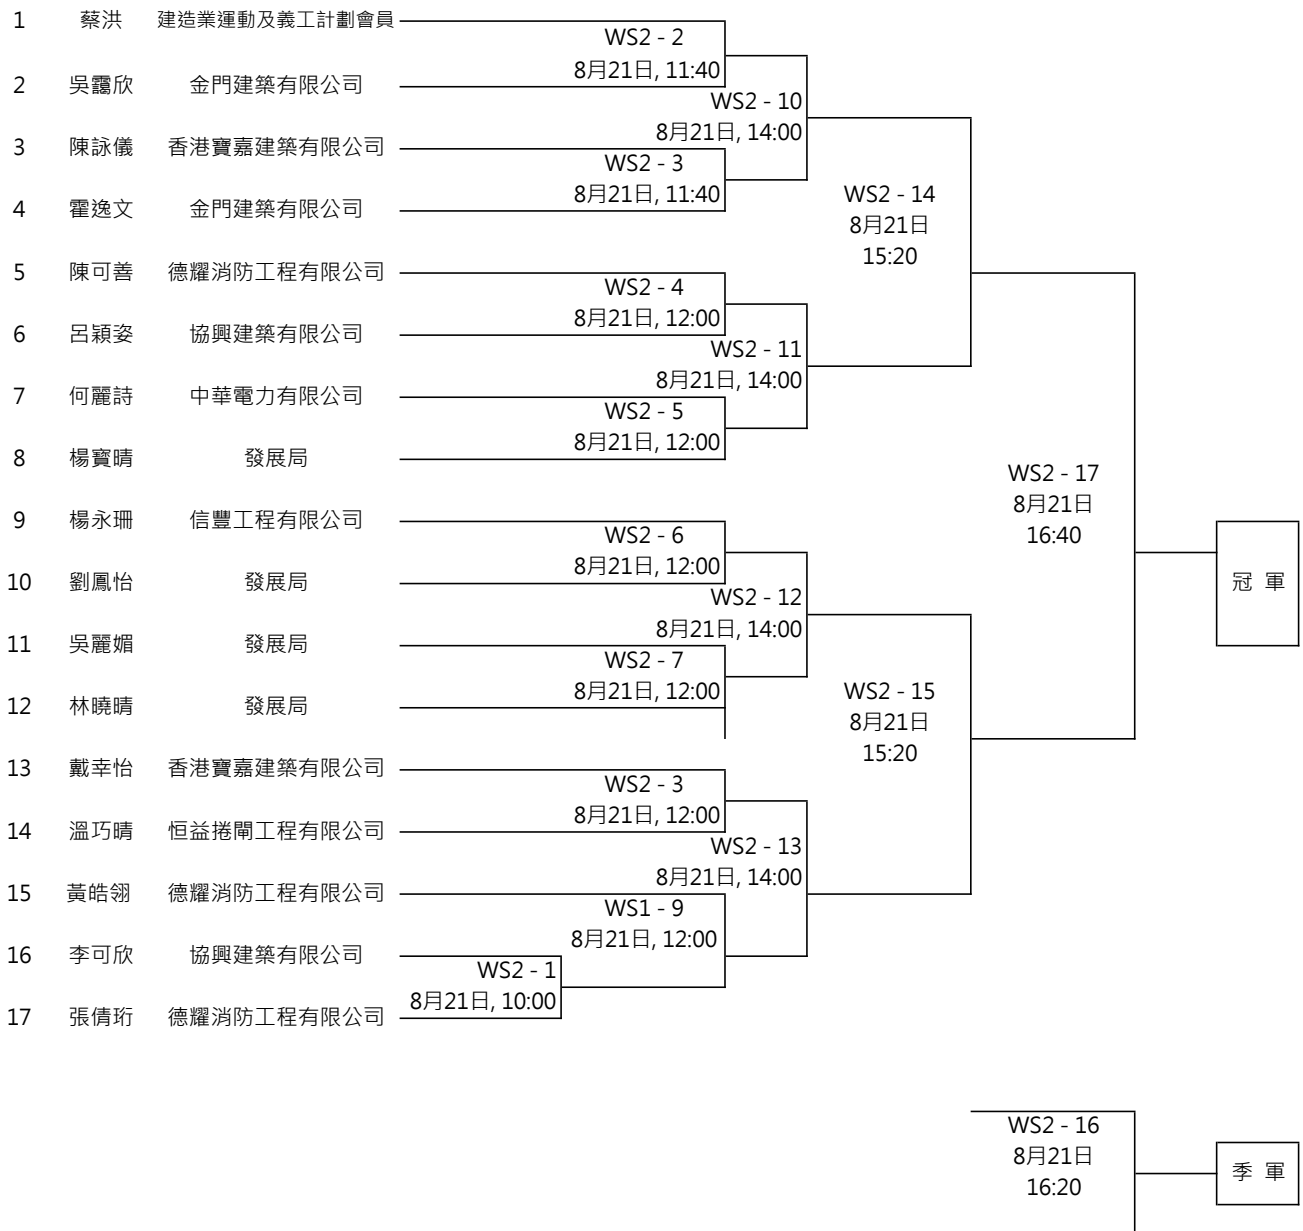 1 蔡洪 建造業運動及義工計劃會員
WS2 - 2
8月21日, 11:40
2 吳靄欣 金門建築有限公司
WS2 - 10
8月21日, 14:00
3 陳詠儀 香港寶嘉建築有限公司
WS2 - 3
8月21日, 11:40
4 霍逸文 金門建築有限公司
WS2 - 14
8月21日
15:20
5 陳可善 德耀消防工程有限公司
WS2 - 4
8月21日, 12:00
6 呂穎姿 協興建築有限公司
WS2 - 11
8月21日, 14:00
7 何麗詩 中華電力有限公司
WS2 - 5
8月21日, 12:00
8 楊寶晴 發展局
WS2 - 17
8月21日
16:40
9 楊永珊 信豐工程有限公司
WS2 - 6
8月21日, 12:00
10 劉鳳怡 發展局
冠 軍
WS2 - 12
8月21日, 14:00
11 吳麗媚 發展局
WS2 - 7
8月21日, 12:00
12 林曉晴 發展局
WS2 - 15
8月21日
15:20
13 戴幸怡 香港寶嘉建築有限公司
WS2 - 3
8月21日, 12:00
14 溫巧晴 恒益捲閘工程有限公司
WS2 - 13
8月21日, 14:00
15 黃皓翎 德耀消防工程有限公司
WS1 - 9
8月21日, 12:00
16 李可欣 協興建築有限公司
WS2 - 1
8月21日, 10:00
17 張倩珩 德耀消防工程有限公司
WS2 - 16
8月21日
16:20
季 軍